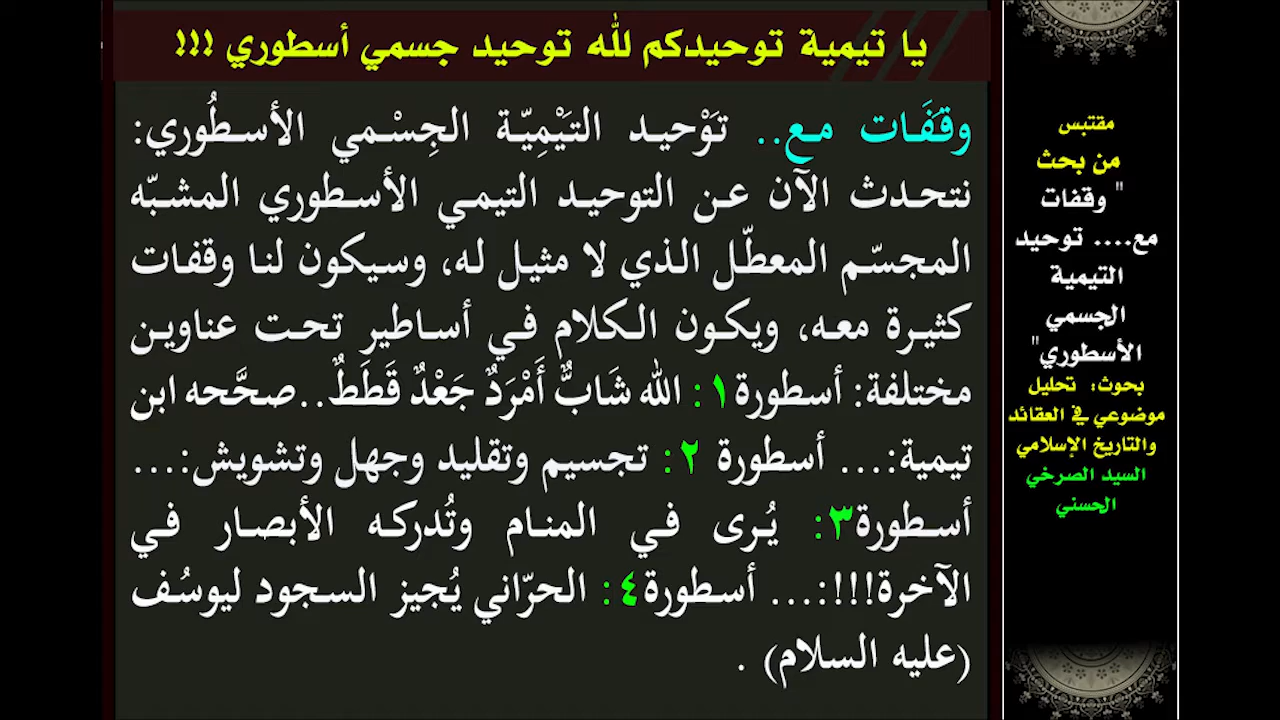 يا تيمية توحيدكم لله توحيد جسمي أسطوري !!!
وقَفَات مع.. تَوْحيد التَيْمِيّة الجِسْمي الأسطُوري:
نتحدث الآن عن التوحيد التيمي الأسطوري المشبّه
المجسّم المعطّل الذي لا مثيل له، وسيكون لنا وقفات
كثيرة معه، ويكون الكلام في أساطير تحت عناوين
مختلفة: أسطورة١: الله شَابٌّ أَمْرَدٌ جَعْدٌ قَطَطٌ..صحَّحه ابن
تيمية:... أسطورة ٢: تجسيم وتقليد وجهل وتشويش:...
أسطورة٣: يُرى في المنام وتُدركه الأبصار في
الآخرة!!!:... أسطورة٤: الحرّاني يُجيز السجود ليوسُف
(عليه السلام) .
مقتبس
من بحث
" وقفات
مع.... توحيد
التيمية
الجسمي
الأسطوري"
بحوث: تحليل
موضوعي في العقائد
والتاريخ الإسلامي
السيد الصرخي
الحسني